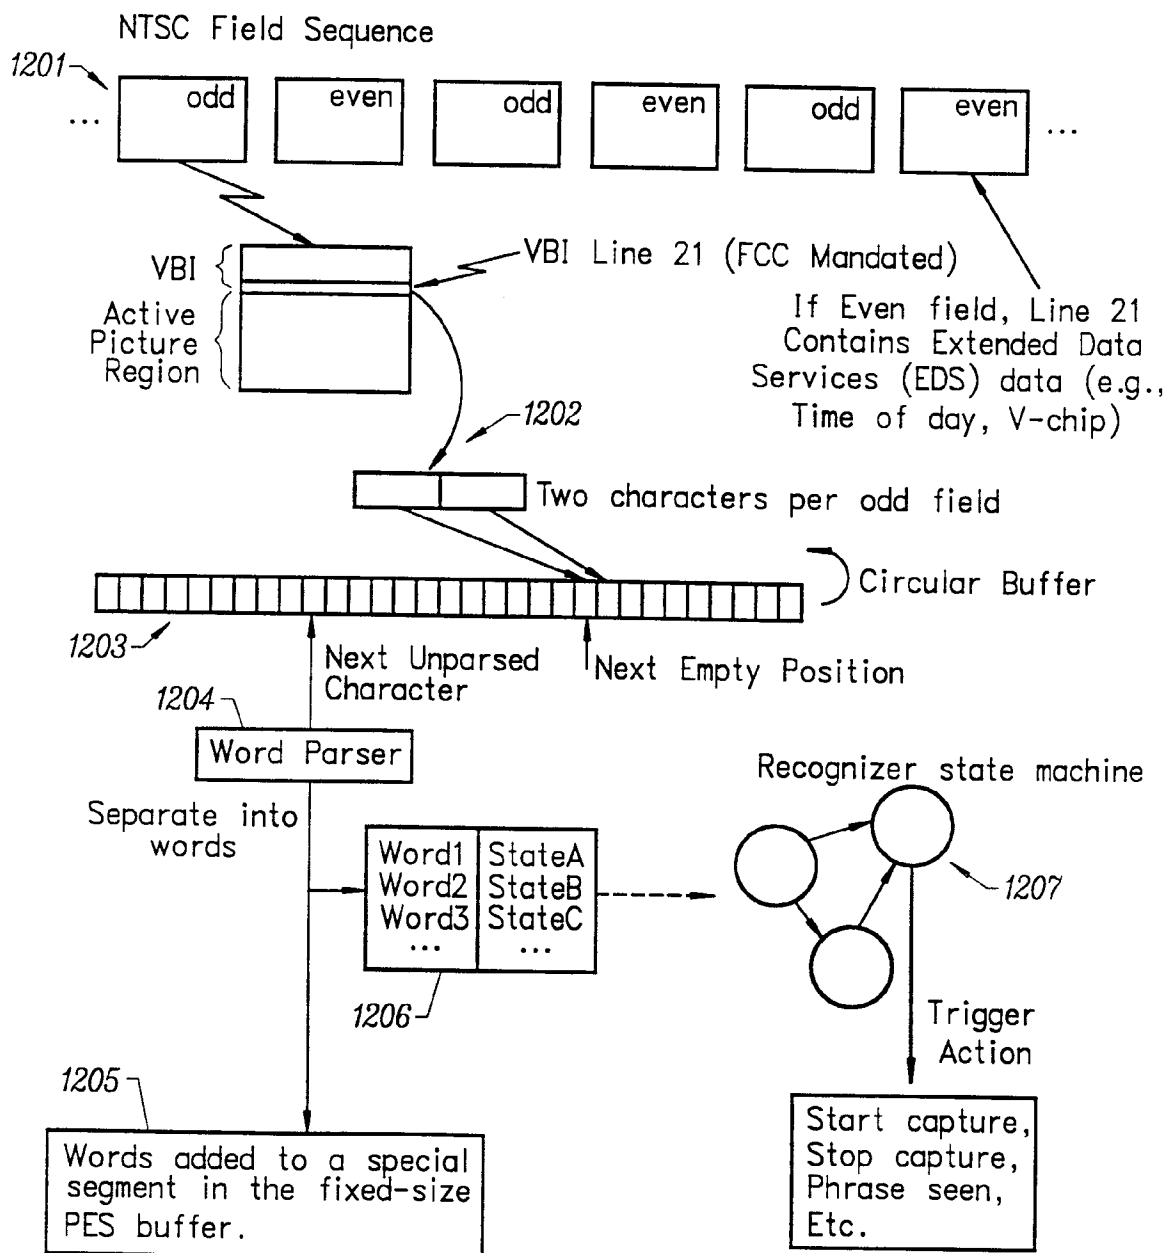 NTSC Field Sequence
1201
... odd even odd even odd even ...
VBI
VBI Line 21 (FCC Mandated)
Active
Picture
Region
If Even field, Line 21
Contains Extended Data
Services (EDS) data (e.g.,
Time of day, V-chip)
1202
Two characters per odd field
Circular Buffer
1203
Next Unparsed
Character
Next Empty Position
1204
Word Parser
Separate into
words
Recognizer state machine
Word1 StateA
Word2 StateB
Word3 StateC
... ...
1206
1207
Trigger
Action
1205
Words added to a special
segment in the fixed-size
PES buffer.
Start capture,
Stop capture,
Phrase seen,
Etc.